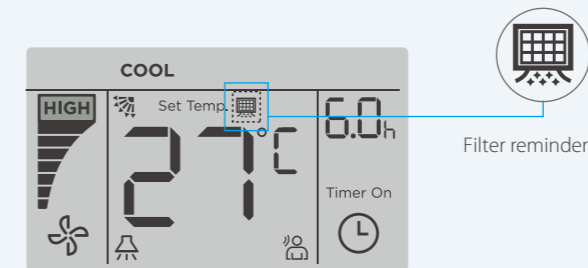 COOL
HIGH
Set Temp.
27°C
6.0h
Timer On
Filter reminder